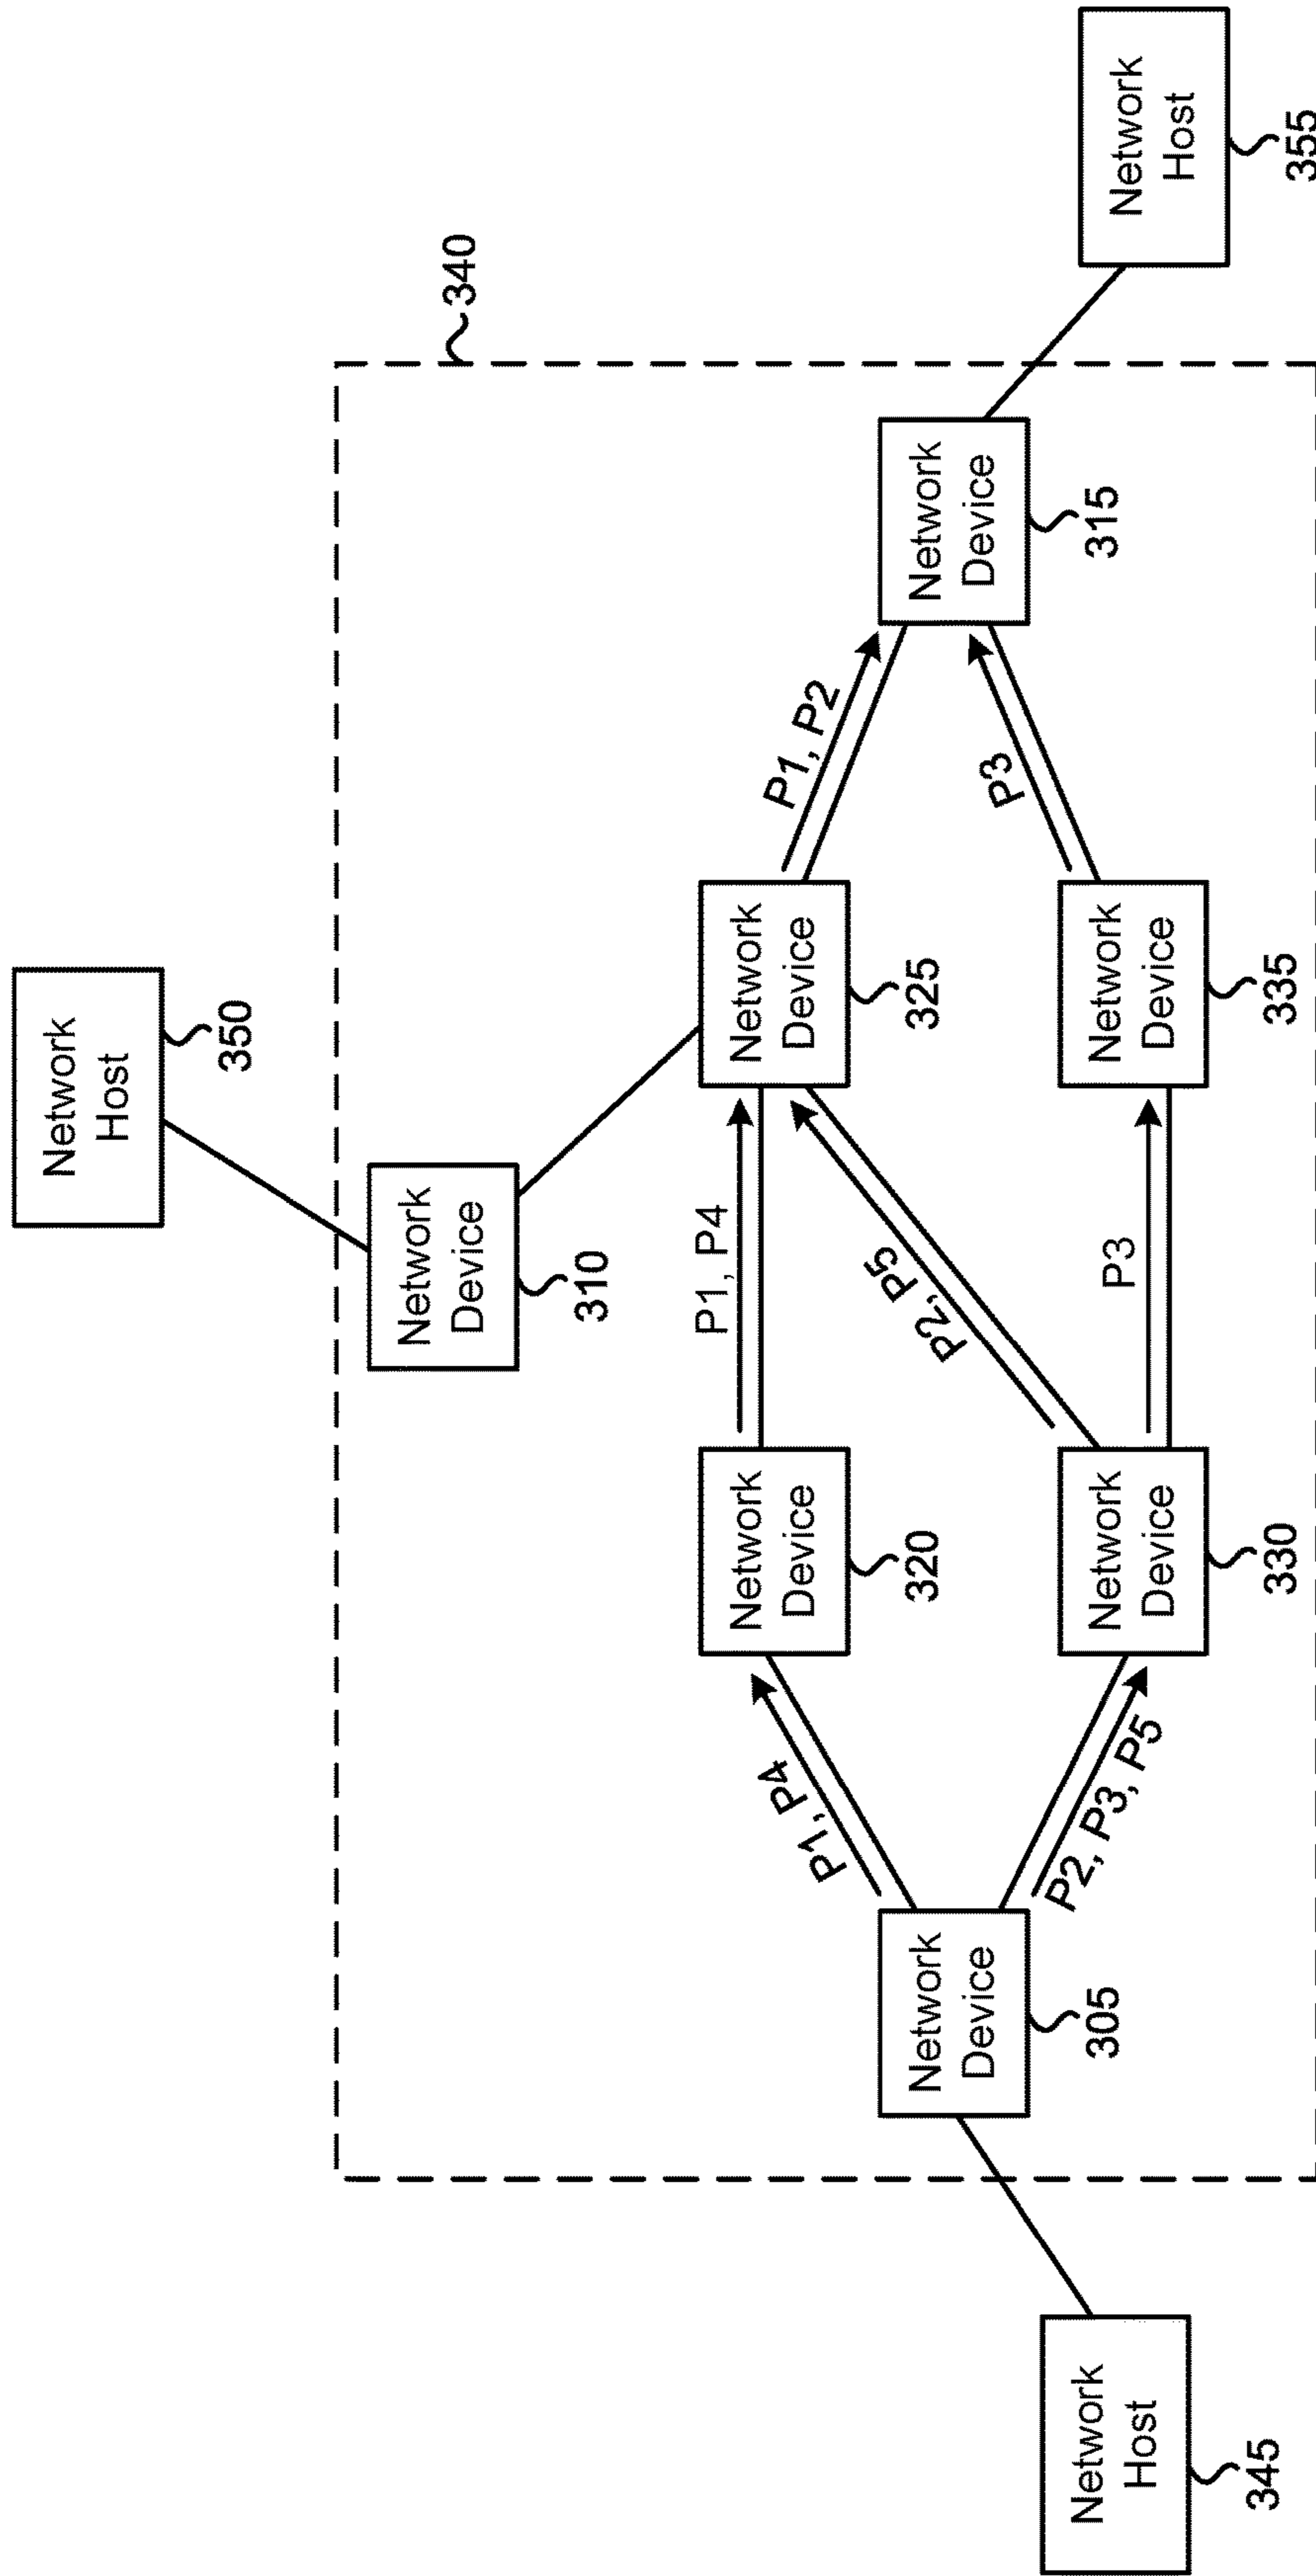 Network
Host
350
340
Network
Device
310
Network
Device
320
P1, P4
Network
Device
325
P1, P4
P1, P2
P2, P5
Network
Host
345
Network
Device
305
P2, P3, P5
Network
Device
330
P3
Network
Device
335
P3
Network
Device
315
Network
Host
355